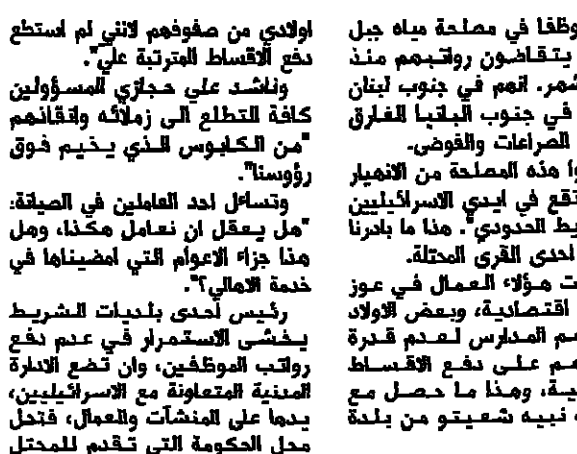 وظفا في مصلحة مياه جبل
يتقاضون رواتبهم منذ
شهر. انهم في جنوب لبنان
في جنوب البانيا الغارق
الصراعات والفوضى.
وا هذه المصلحة من الانهيار
تقع في ايدي الاسرائيليين
يط الحدودي". هذا ما بادرنا
احدى القرى المحتلة.
ت هؤلاء العمال في عوز
اقتصادية، وبعض الاولاد
هم المدارس لعدم قدرة
هم على دفع الاقساط
ية، وهذا ما حصل مع
نبيه شعيتو من بلدة
اولادي من صفوفهم لانني لم استطع
دفع الاقساط المترتبة علي".
وناشد علي حجازي المسؤولين
كافة التطلع الى زملائه وانقاذهم
"من الكابوس الذي يخيم فوق
رؤوسنا".
وتساءل احد العاملين في الصيانة:
"هل يعقل ان نعامل هكذا، وهل
هذا جزاء الاعوام التي امضيناها في
خدمة الاهالي؟".
رئيس احدى بلديات الشريط
يخشى الاستمرار في عدم دفع
رواتب الموظفين، وان تضع الادارة
المدنية المتعاونة مع الاسرائيليين،
يدها على المنشآت والعمال، فتحل
محل الحكومة التي تقدم للمحتل